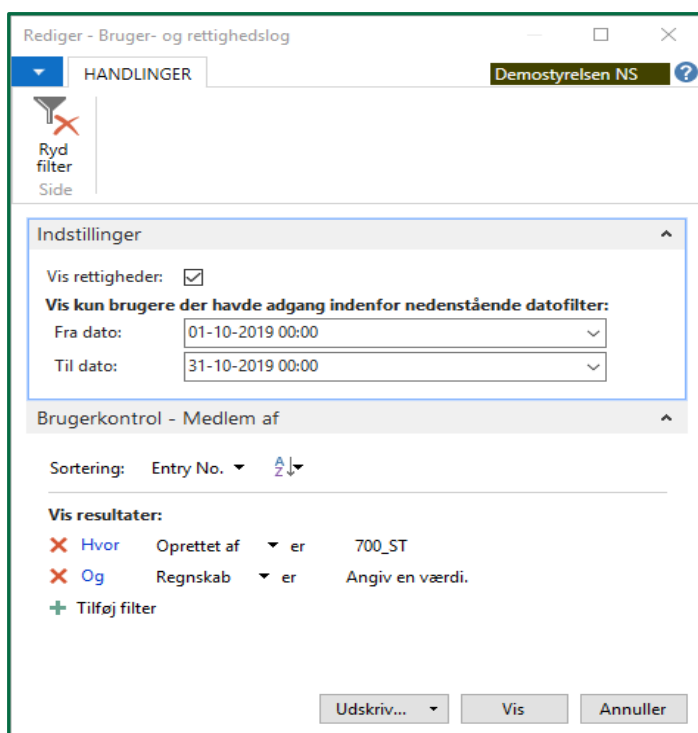 Rediger - Bruger- og rettighedslog
HANDLINGER
Demostyrelsen NS
?
Ryd
filter
Side
Indstillinger
Vis rettigheder:
Vis kun brugere der havde adgang indenfor nedenstående datofilter:
Fra dato: 01-10-2019 00:00
Til dato: 31-10-2019 00:00
Brugerkontrol - Medlem af
Sortering: Entry No. A Z
Vis resultater:
Hvor Oprettet af er 700_ST
Og Regnskab er Angiv en værdi.
Tilføj filter
Udskriv... Vis Annuller